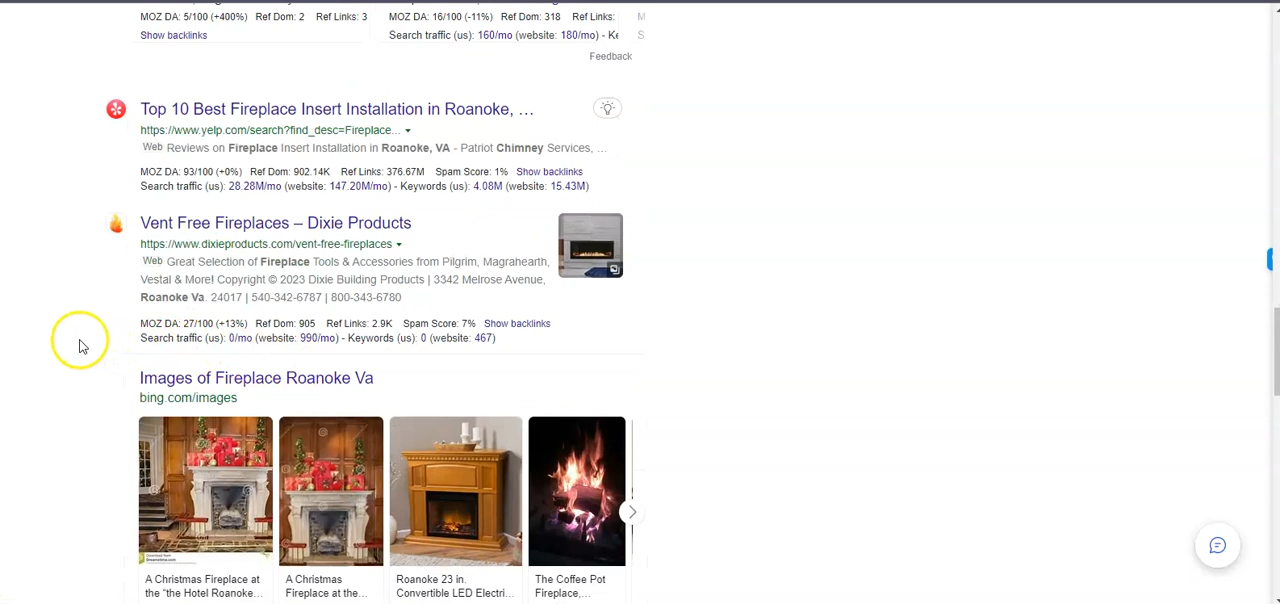 MOZ DA: 5/100 (+400%) Ref Dom: 2 Ref Links: 3
Show backlinks
MOZ DA: 16/100 (-11%) Ref Dom: 318 Ref Links:
Search traffic (us): 160/mo (website: 180/mo) - Ke
M
S
Feedback
Top 10 Best Fireplace Insert Installation in Roanoke, …
https://www.yelp.com/search?find_desc=Fireplace...
Web Reviews on Fireplace Insert Installation in Roanoke, VA - Patriot Chimney Services, …
MOZ DA: 93/100 (+0%) Ref Dom: 902.14K Ref Links: 376.67M Spam Score: 1% Show backlinks
Search traffic (us): 28.28M/mo (website: 147.20M/mo) - Keywords (us): 4.08M (website: 15.43M)
Vent Free Fireplaces – Dixie Products
https://www.dixieproducts.com/vent-free-fireplaces
Web Great Selection of Fireplace Tools & Accessories from Pilgrim, Magrahearth,
Vestal & More! Copyright © 2023 Dixie Building Products | 3342 Melrose Avenue,
Roanoke Va. 24017 | 540-342-6787 | 800-343-6780
MOZ DA: 27/100 (+13%) Ref Dom: 905 Ref Links: 2.9K Spam Score: 7% Show backlinks
Search traffic (us): 0/mo (website: 990/mo) - Keywords (us): 0 (website: 467)
Images of Fireplace Roanoke Va
bing.com/images
A Christmas Fireplace at
the “the Hotel Roanoke…
A Christmas
Fireplace at the…
Roanoke 23 in.
Convertible LED Electri…
The Coffee Pot
Fireplace,…